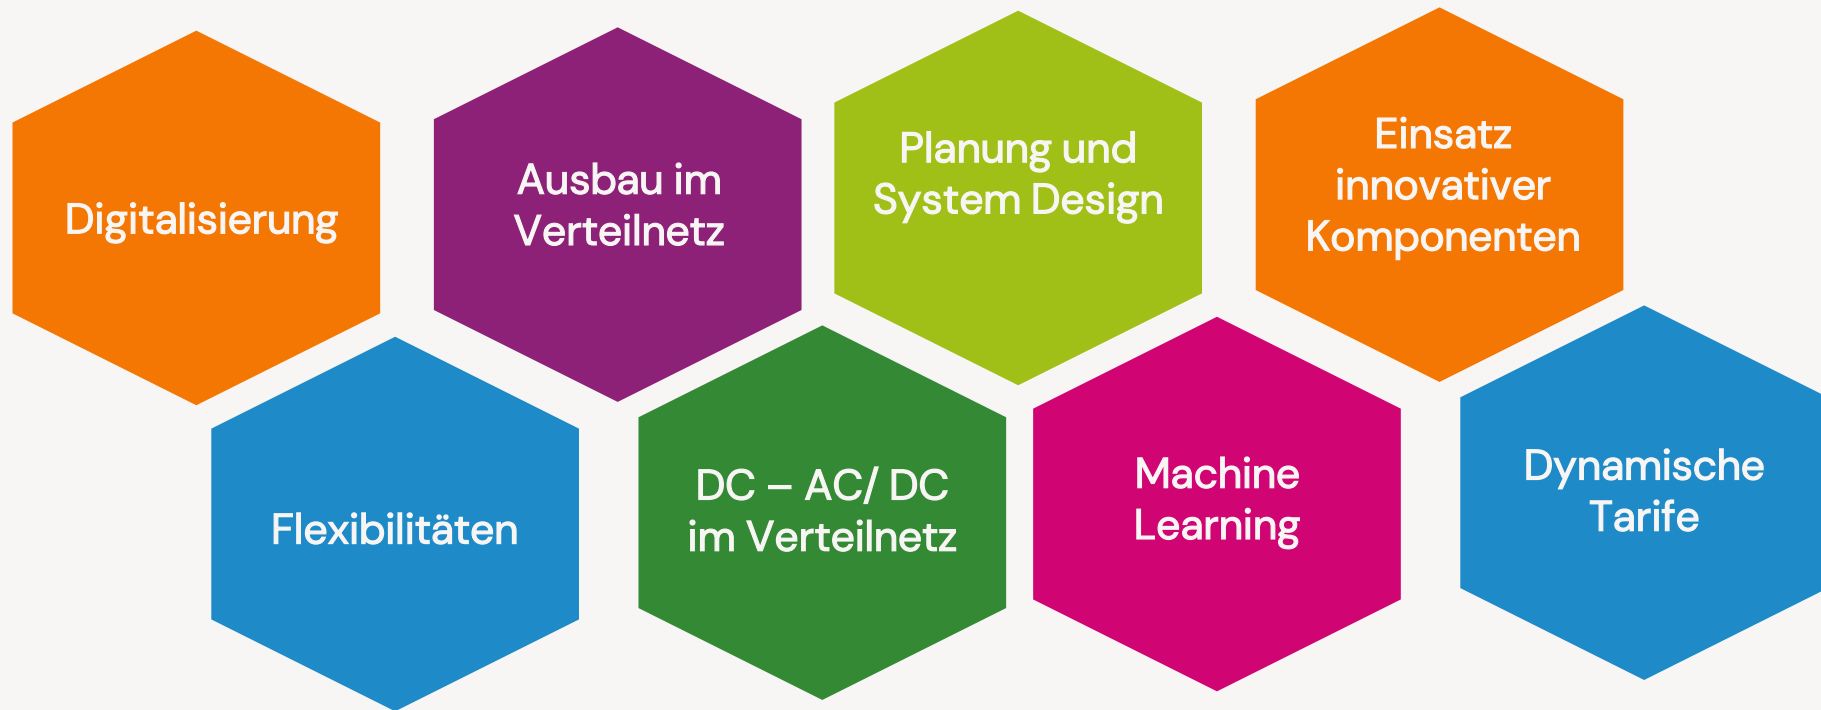 Digitalisierung
Ausbau im
Verteilnetz
Planung und
System Design
Einsatz
innovativer
Komponenten
Flexibilitäten
DC – AC/ DC
im Verteilnetz
Machine
Learning
Dynamische
Tarife